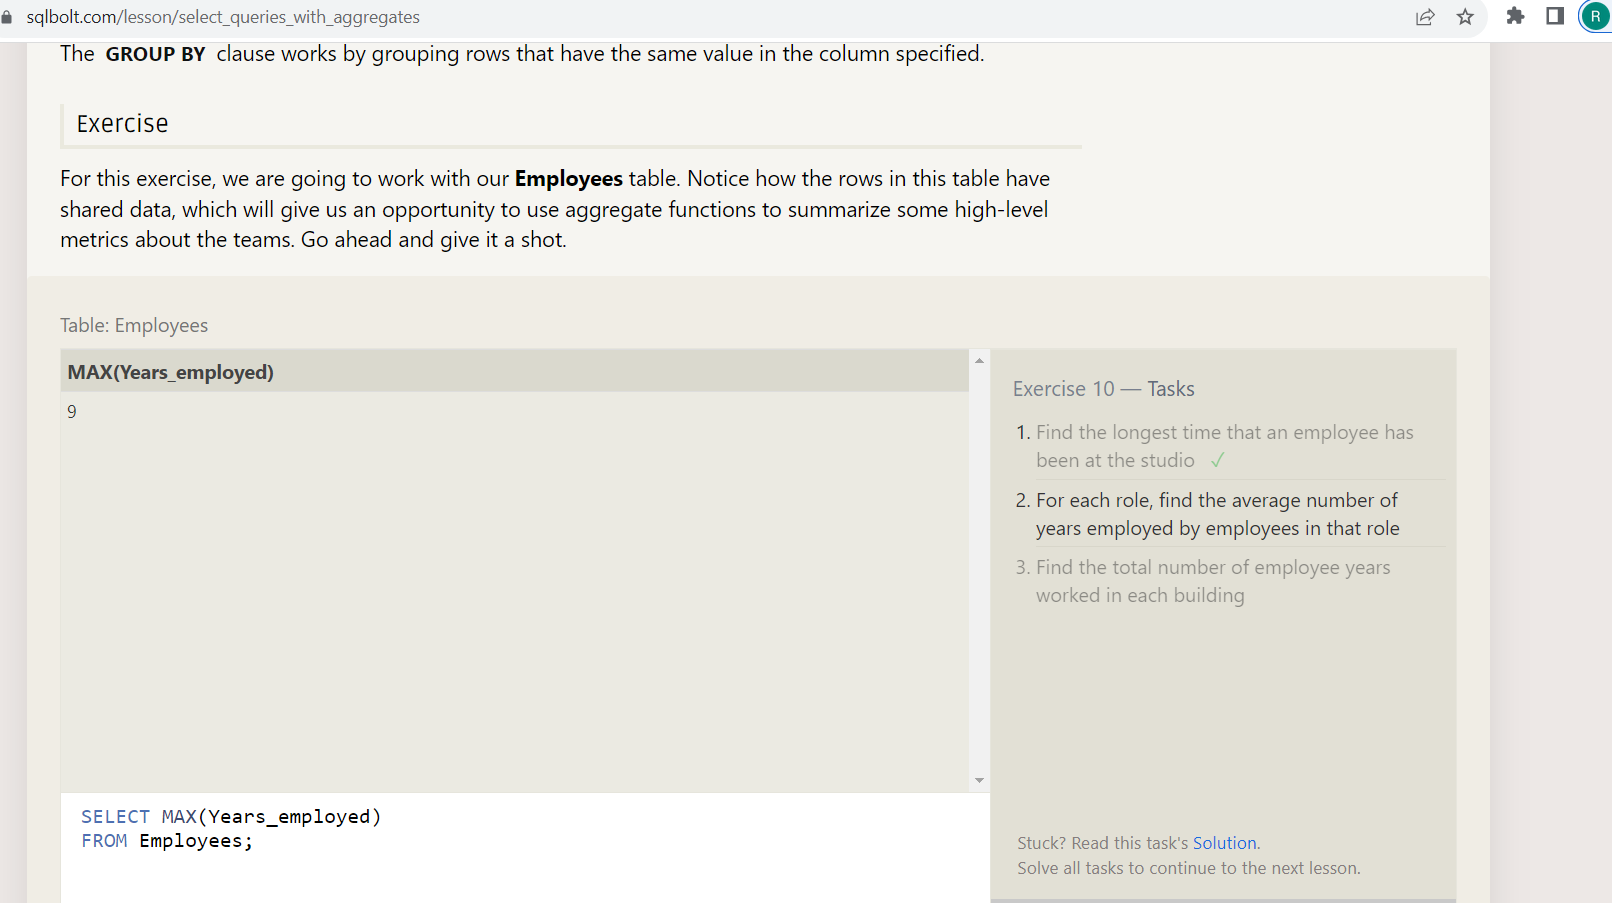 sqlbolt.com/lesson/select_queries_with_aggregates
R
The GROUP BY clause works by grouping rows that have the same value in the column specified.
Exercise
For this exercise, we are going to work with our Employees table. Notice how the rows in this table have
shared data, which will give us an opportunity to use aggregate functions to summarize some high-level
metrics about the teams. Go ahead and give it a shot.
Table: Employees
MAX(Years_employed)
9
SELECT MAX(Years_employed)
FROM Employees;
Exercise 10 — Tasks
1. Find the longest time that an employee has
been at the studio ✓
2. For each role, find the average number of
years employed by employees in that role
3. Find the total number of employee years
worked in each building
Stuck? Read this task's Solution.
Solve all tasks to continue to the next lesson.